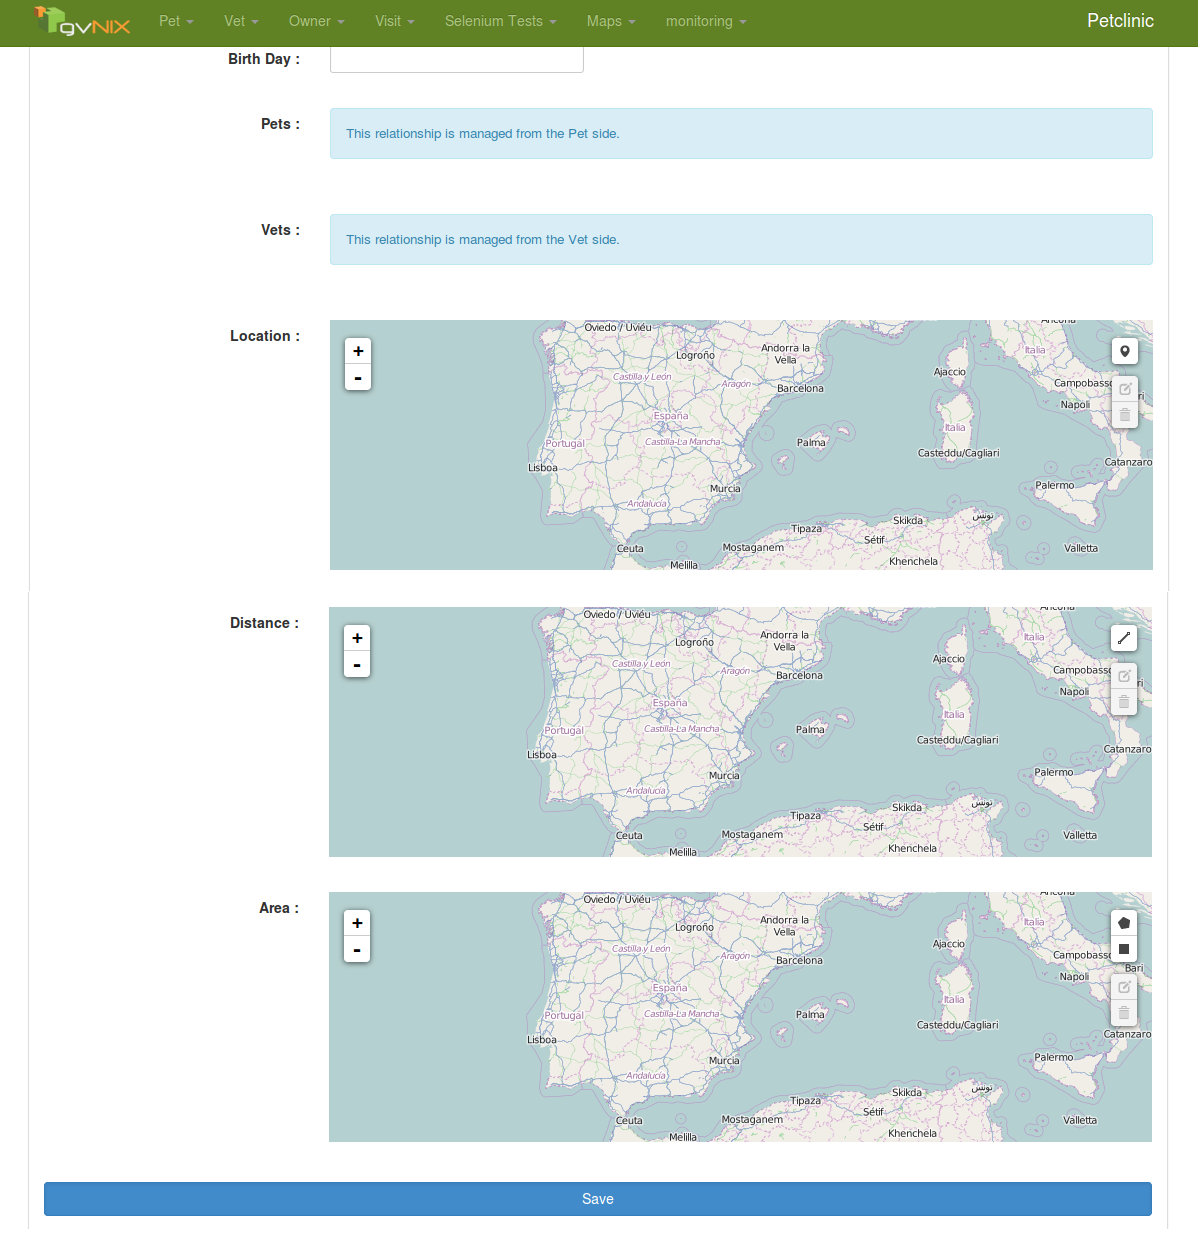 gvNIX Pet Vet Owner Visit Selenium Tests Maps monitoring Petclinic
Birth Day :
Pets :
This relationship is managed from the Pet side.
Vets :
This relationship is managed from the Vet side.
Location :
+
-
Oviedo / Uviéu
Logroño
Andorra la
Vella
Castilla y León
Aragón
Barcelona
España
Castilla-La Mancha
Portugal
Lisboa
Palma
Murcia
Andalucía
Ceuta
Melilla
Mostaganem
Tipaza
Sétif
Skikda
Khenchela
تونس
Ajaccio
Italia
Casteddu/Cagliari
Italia
Campobasso
Napoli
Catanzaro
Palermo
Valletta
Distance :
+
-
Oviedo / Uviéu
Logroño
Andorra la
Vella
Castilla y León
Aragón
Barcelona
España
Castilla-La Mancha
Portugal
Lisboa
Palma
Murcia
Andalucía
Ceuta
Melilla
Mostaganem
Tipaza
Sétif
Skikda
Khenchela
تونس
Ajaccio
Italia
Casteddu/Cagliari
Italia
Campobasso
Napoli
Catanzaro
Palermo
Valletta
Area :
+
-
Oviedo / Uviéu
Logroño
Andorra la
Vella
Castilla y León
Aragón
Barcelona
España
Castilla-La Mancha
Portugal
Lisboa
Palma
Murcia
Andalucía
Ceuta
Melilla
Mostaganem
Tipaza
Sétif
Skikda
Khenchela
تونس
Ajaccio
Italia
Casteddu/Cagliari
Italia
Campobasso
Bari
Napoli
Catanzaro
Palermo
Valletta
Save